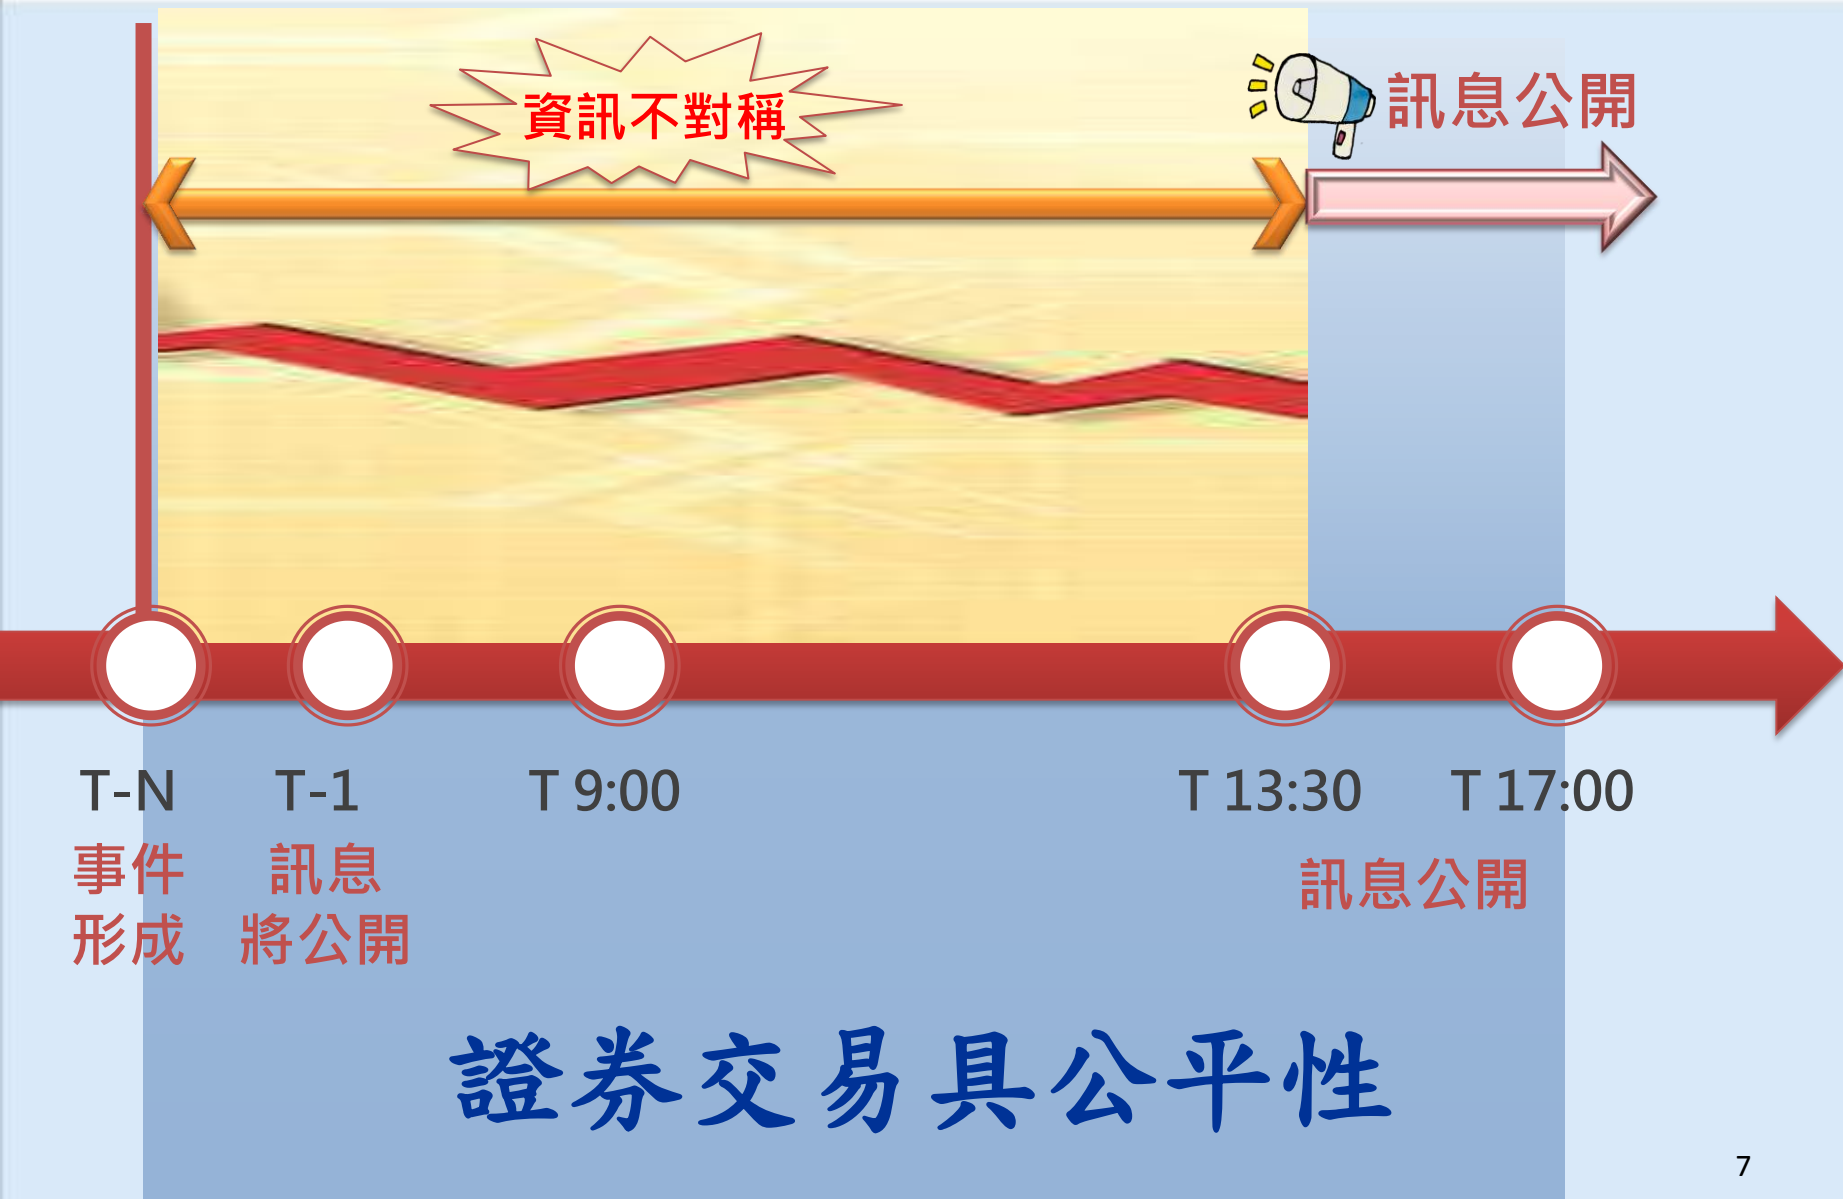 資訊不對稱
訊息公開
T-N
T-1
T 9:00
T 13:30
T 17:00
事件
形成
訊息
將公開
訊息公開
證券交易具公平性
7